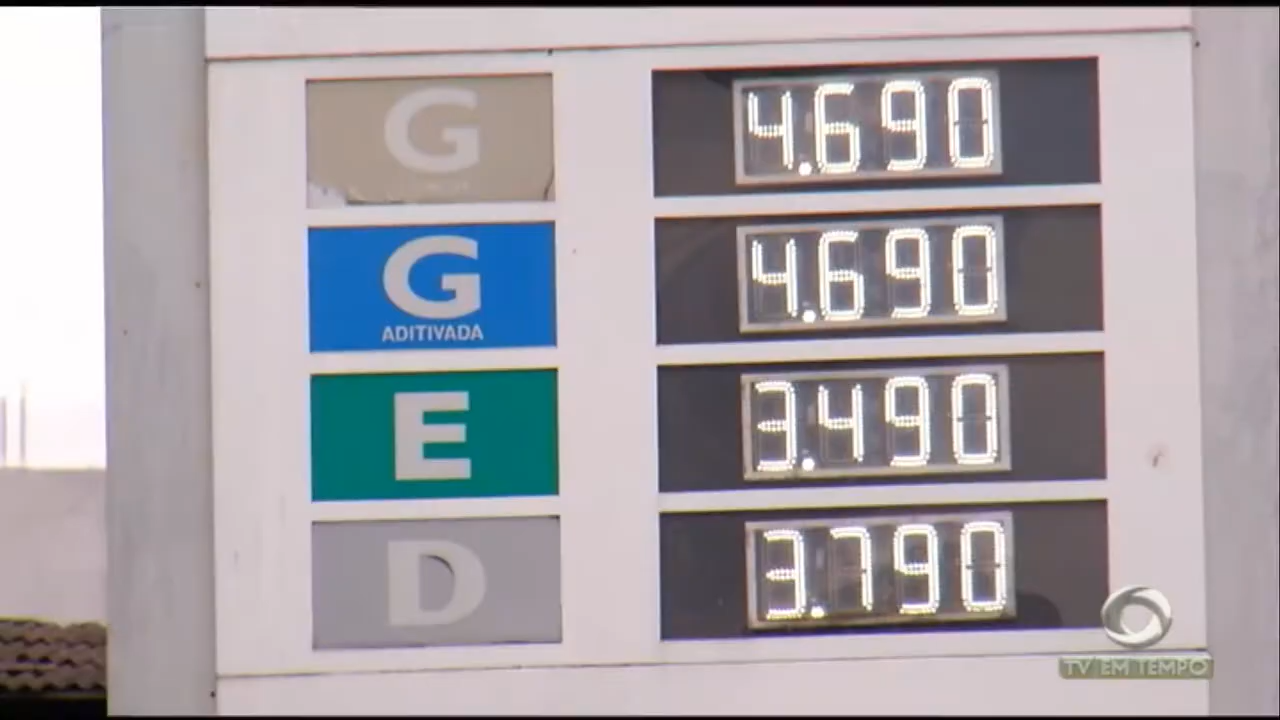 G 4.690
G 4.690
ADITIVADA
E 3.490
D 3.790
TV EM TEMPO